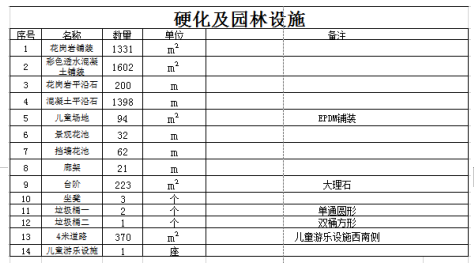 硬化及园林设施
序号 名称 数量 单位 备注
1 花岗岩铺装 1331 m²
2 彩色透水混凝土铺装 1602 m²
3 花岗岩平沿石 200 m
4 混凝土平沿石 1398 m
5 儿童场地 94 m² EPDM铺装
6 景观花池 32 m
7 挡墙花池 62 m
8 廊架 21 m
9 台阶 223 m² 大理石
10 坐凳 3 个
11 垃圾桶一 2 个 单通圆形
12 垃圾桶二 1 个 双桶方形
13 4米道路 370 m² 儿童游乐设施西南侧
14 儿童游乐设施 1 座